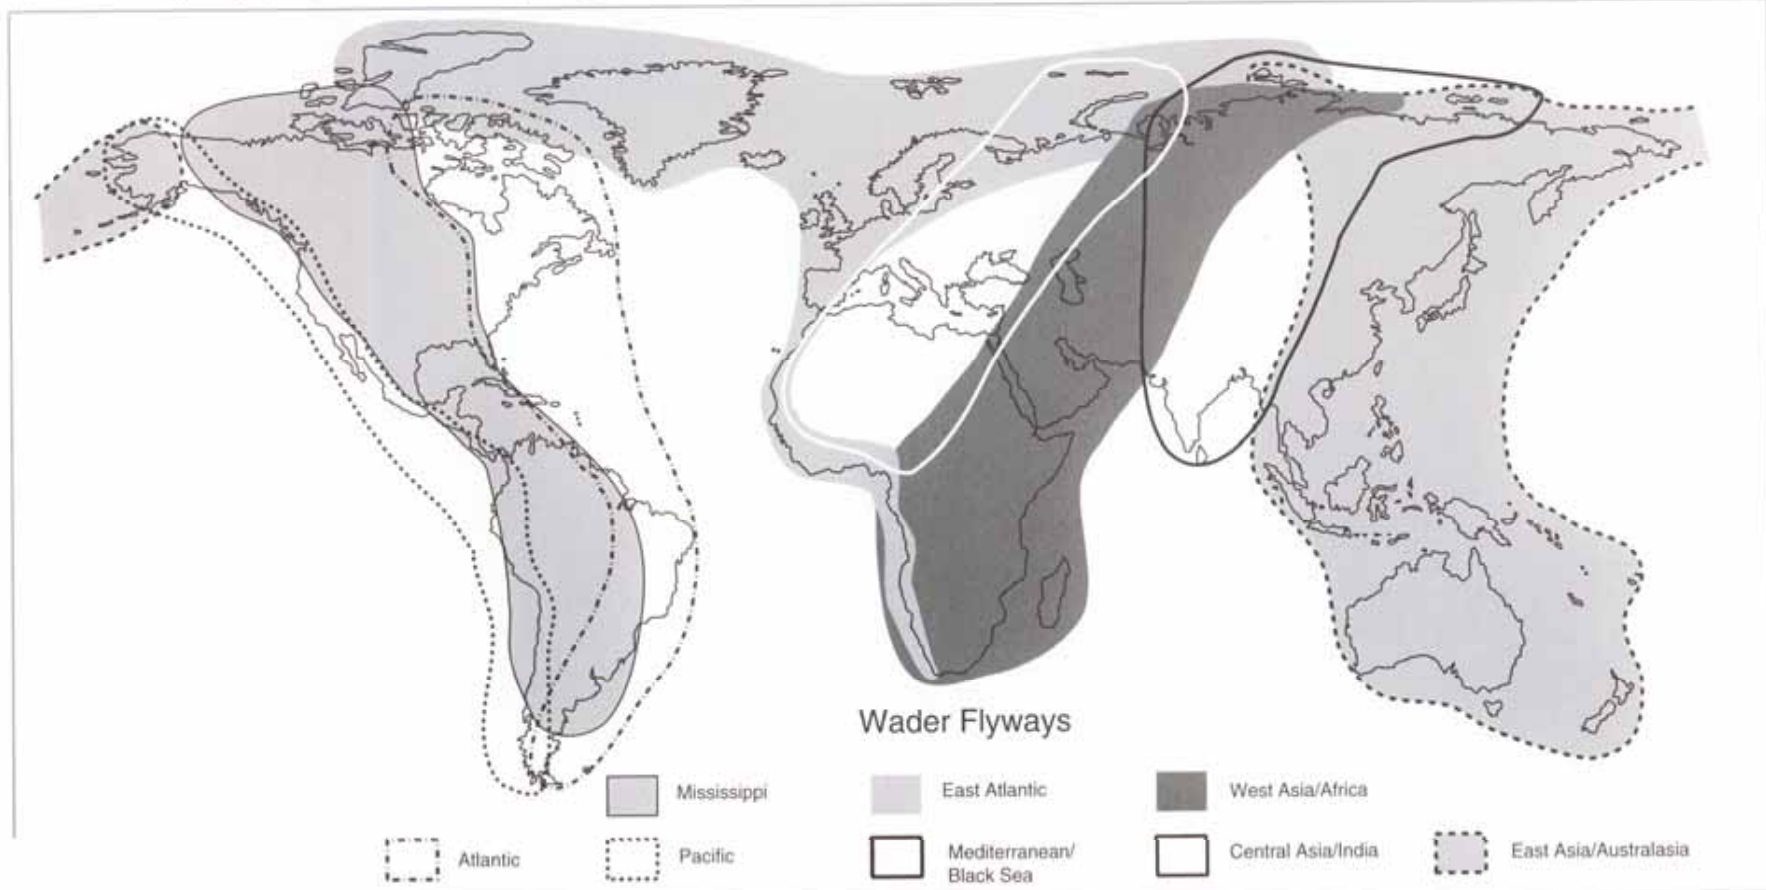 Wader Flyways
Mississippi
East Atlantic
West Asia/Africa
Atlantic
Pacific
Mediterranean/
Black Sea
Central Asia/India
East Asia/Australasia